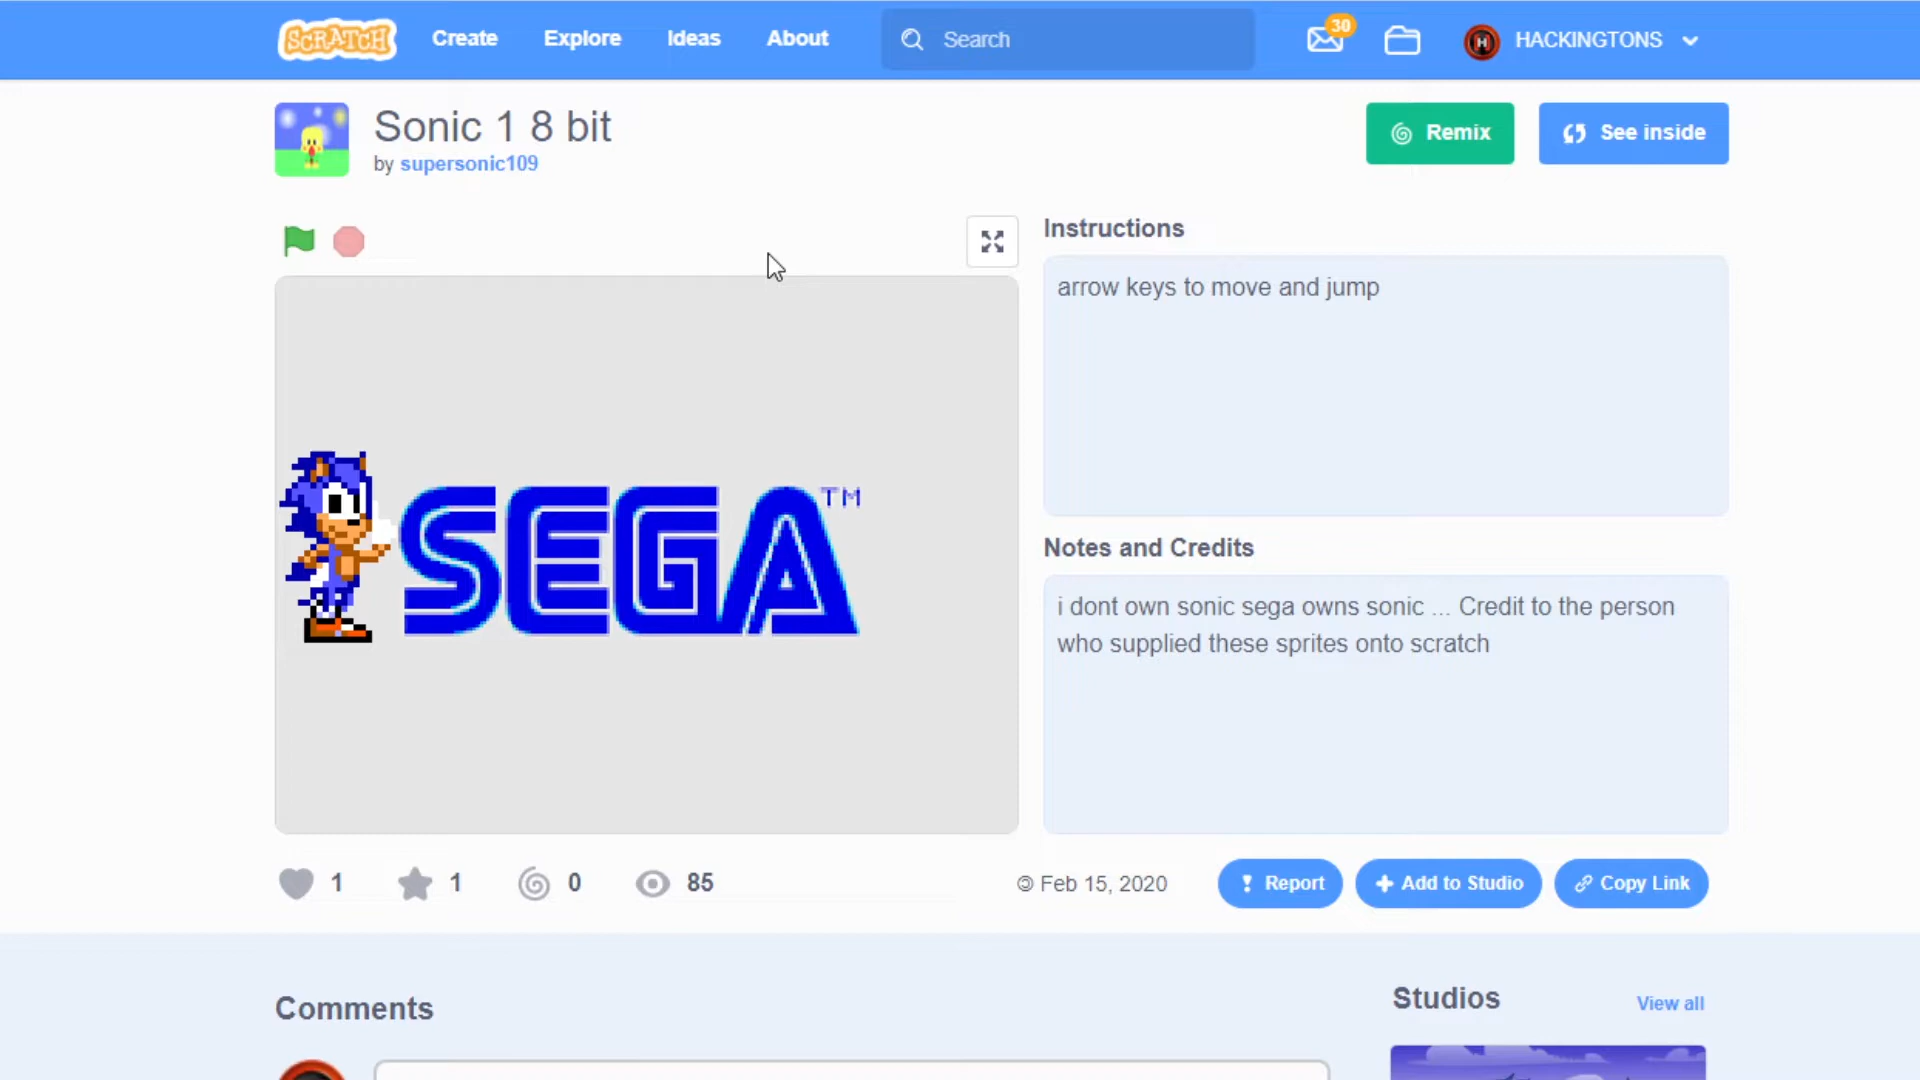 SCRATCH Create Explore Ideas About Search 30 HACKINGTONS
Sonic 1 8 bit
by supersonic109
Remix See inside
Instructions
arrow keys to move and jump
SEGA TM
Notes and Credits
i dont own sonic sega owns sonic ... Credit to the person
who supplied these sprites onto scratch
1 1 0 85 © Feb 15, 2020 Report Add to Studio Copy Link
Comments
Studios View all